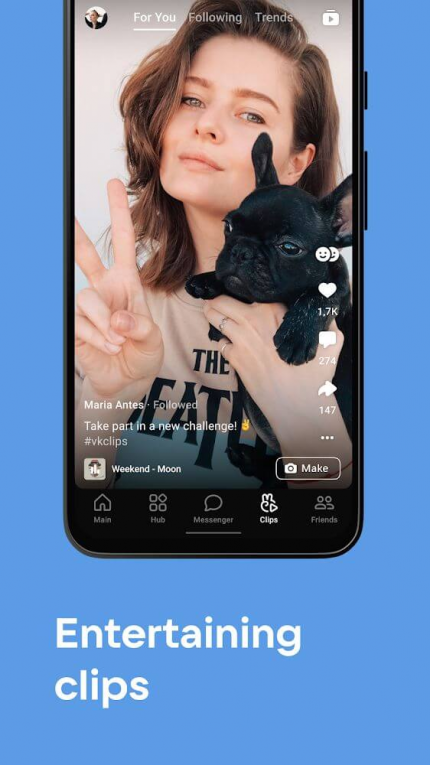 For You Following Trends
THE
1,7K
274
Maria Antes · Followed
147
Take part in a new challenge! ✌️
#vkclips
Weekend - Moon
Make
Main Hub Messenger Clips Friends
Entertaining
clips